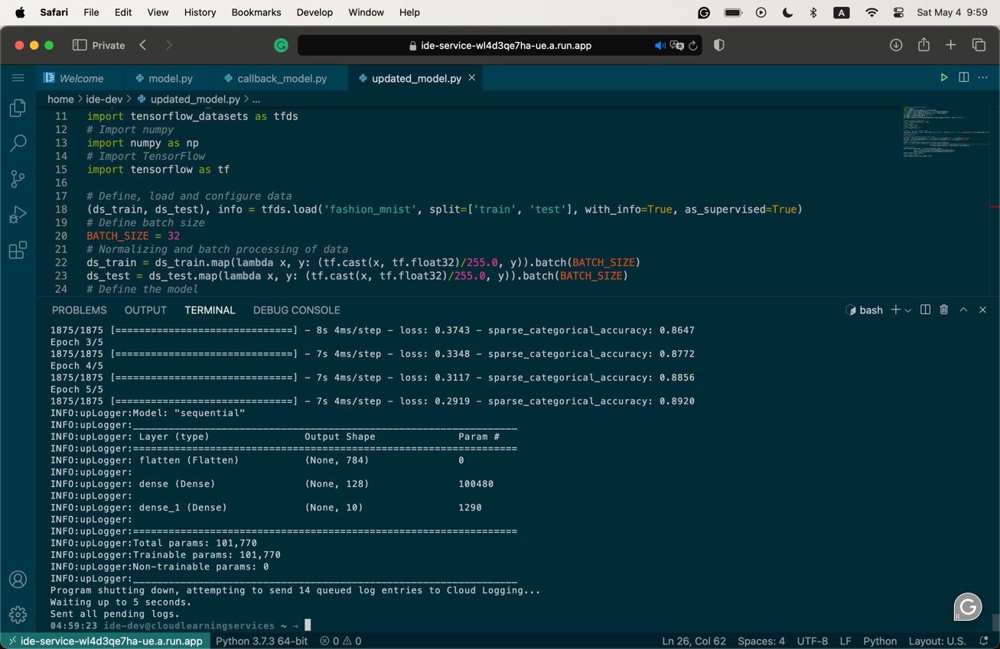 Safari File Edit View History Bookmarks Develop Window Help A Sat May 4 9:59
Private ide-service-wl4d3qe7ha-ue.a.run.app
Welcome model.py callback_model.py updated_model.py
home > ide-dev > updated_model.py > ...
11 import tensorflow_datasets as tfds
12 # Import numpy
13 import numpy as np
14 # Import TensorFlow
15 import tensorflow as tf
16
17 # Define, load and configure data
18 (ds_train, ds_test), info = tfds.load('fashion_mnist', split=['train', 'test'], with_info=True, as_supervised=True)
19 # Define batch size
20 BATCH_SIZE = 32
21 # Normalizing and batch processing of data
22 ds_train = ds_train.map(lambda x, y: (tf.cast(x, tf.float32)/255.0, y)).batch(BATCH_SIZE)
23 ds_test = ds_test.map(lambda x, y: (tf.cast(x, tf.float32)/255.0, y)).batch(BATCH_SIZE)
24 # Define the model
PROBLEMS OUTPUT TERMINAL DEBUG CONSOLE bash
1875/1875 [==============================] - 8s 4ms/step - loss: 0.3743 - sparse_categorical_accuracy: 0.8647
Epoch 3/5
1875/1875 [==============================] - 7s 4ms/step - loss: 0.3348 - sparse_categorical_accuracy: 0.8772
Epoch 4/5
1875/1875 [==============================] - 7s 4ms/step - loss: 0.3117 - sparse_categorical_accuracy: 0.8856
Epoch 5/5
1875/1875 [==============================] - 7s 4ms/step - loss: 0.2919 - sparse_categorical_accuracy: 0.8920
INFO:upLogger:Model: "sequential"
INFO:upLogger:_________________________________________________________________
INFO:upLogger: Layer (type) Output Shape Param #
INFO:upLogger:=================================================================
INFO:upLogger: flatten (Flatten) (None, 784) 0
INFO:upLogger:
INFO:upLogger: dense (Dense) (None, 128) 100480
INFO:upLogger:
INFO:upLogger: dense_1 (Dense) (None, 10) 1290
INFO:upLogger:
INFO:upLogger:=================================================================
INFO:upLogger:Total params: 101,770
INFO:upLogger:Trainable params: 101,770
INFO:upLogger:Non-trainable params: 0
INFO:upLogger:_________________________________________________________________
Program shutting down, attempting to send 14 queued log entries to Cloud Logging...
Waiting up to 5 seconds.
Sent all pending logs.
04:59:23 ide-dev@cloudlearningservices ~ →
ide-service-wl4d3qe7ha-ue.a.run.app Python 3.7.3 64-bit 0 0 Ln 26, Col 62 Spaces: 4 UTF-8 LF Python Layout: U.S.